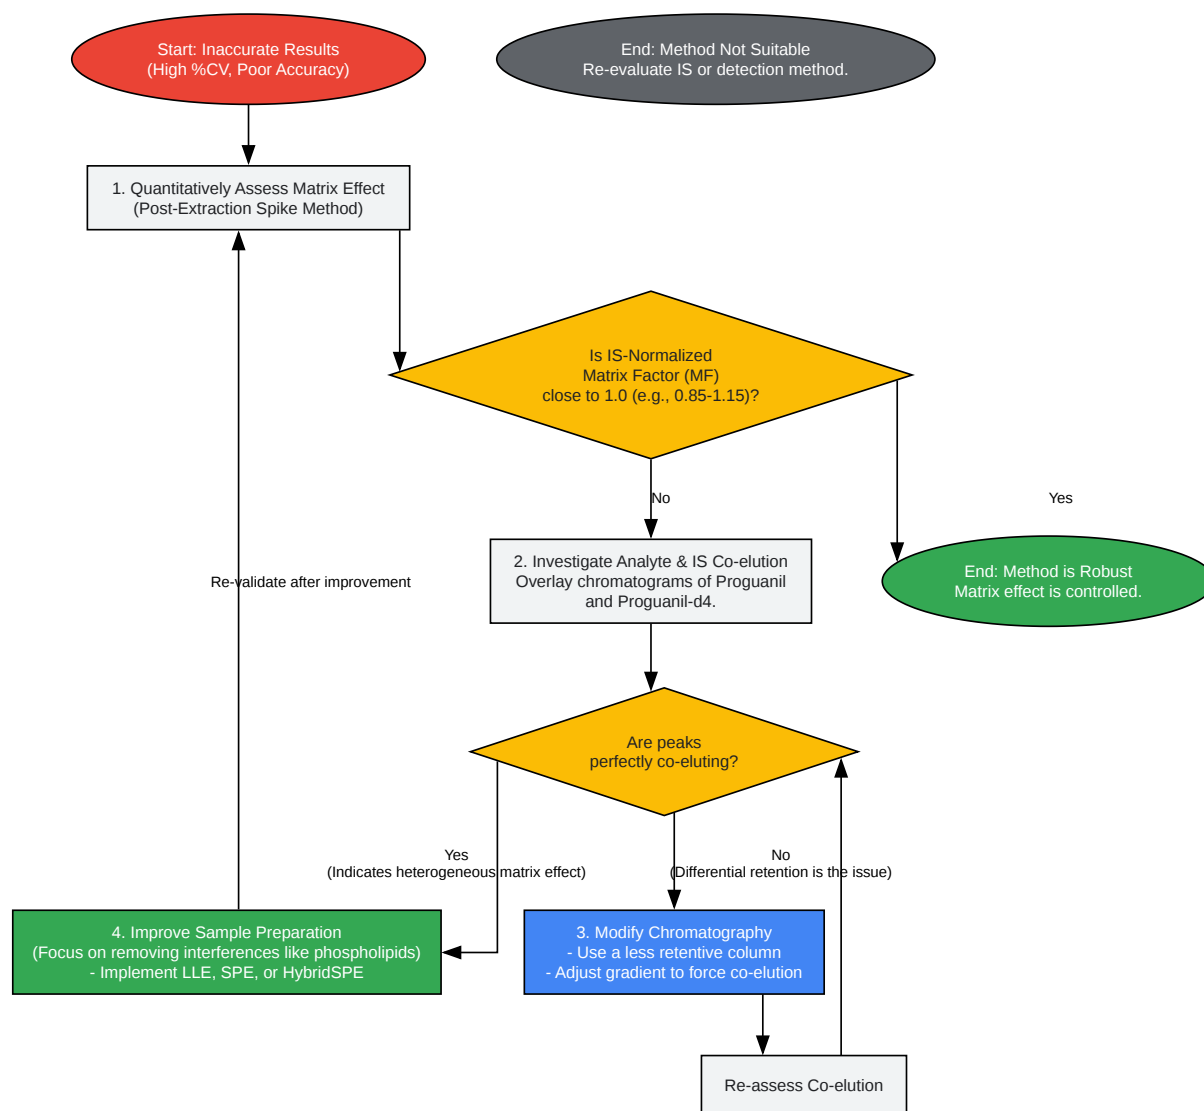 Start: Inaccurate Results
(High %CV, Poor Accuracy)
End: Method Not Suitable
Re-evaluate IS or detection method.
1. Quantitatively Assess Matrix Effect
(Post-Extraction Spike Method)
Is IS-Normalized
Matrix Factor (MF)
close to 1.0 (e.g., 0.85-1.15)?
No
Yes
2. Investigate Analyte & IS Co-elution
Overlay chromatograms of Proguanil
and Proguanil-d4.
End: Method is Robust
Matrix effect is controlled.
Re-validate after improvement
Are peaks
perfectly co-eluting?
Yes
(Indicates heterogeneous matrix effect)
No
(Differential retention is the issue)
4. Improve Sample Preparation
(Focus on removing interferences like phospholipids)
- Implement LLE, SPE, or HybridSPE
3. Modify Chromatography
- Use a less retentive column
- Adjust gradient to force co-elution
Re-assess Co-elution